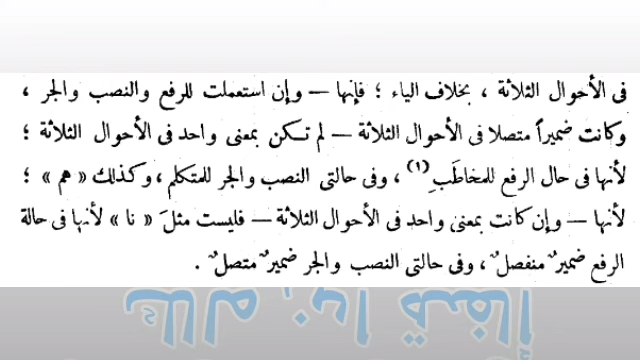 فى الأحوال الثلاثة ، بخلاف الياء ؛ فإنها — وإن استعملت للرفع والنصب والجر ،
وكانت ضميراً متصلا فى الأحوال الثلاثة — لم تكن بمعنى واحد فى الأحوال الثلاثة ؛
لأنها فى حال الرفع للمخاطَبِ (١) ، وفى حالتى النصب والجر للمتكلم ، وكذلك « هم » ؛
لأنها — وإن كانت بمعنى واحد فى الأحوال الثلاثة — فليست مثلَ « نا » لأنها فى حالة
الرفع ضميرٌ منفصلٌ ، وفى حالتى النصب والجر ضميرٌ متصلٌ .